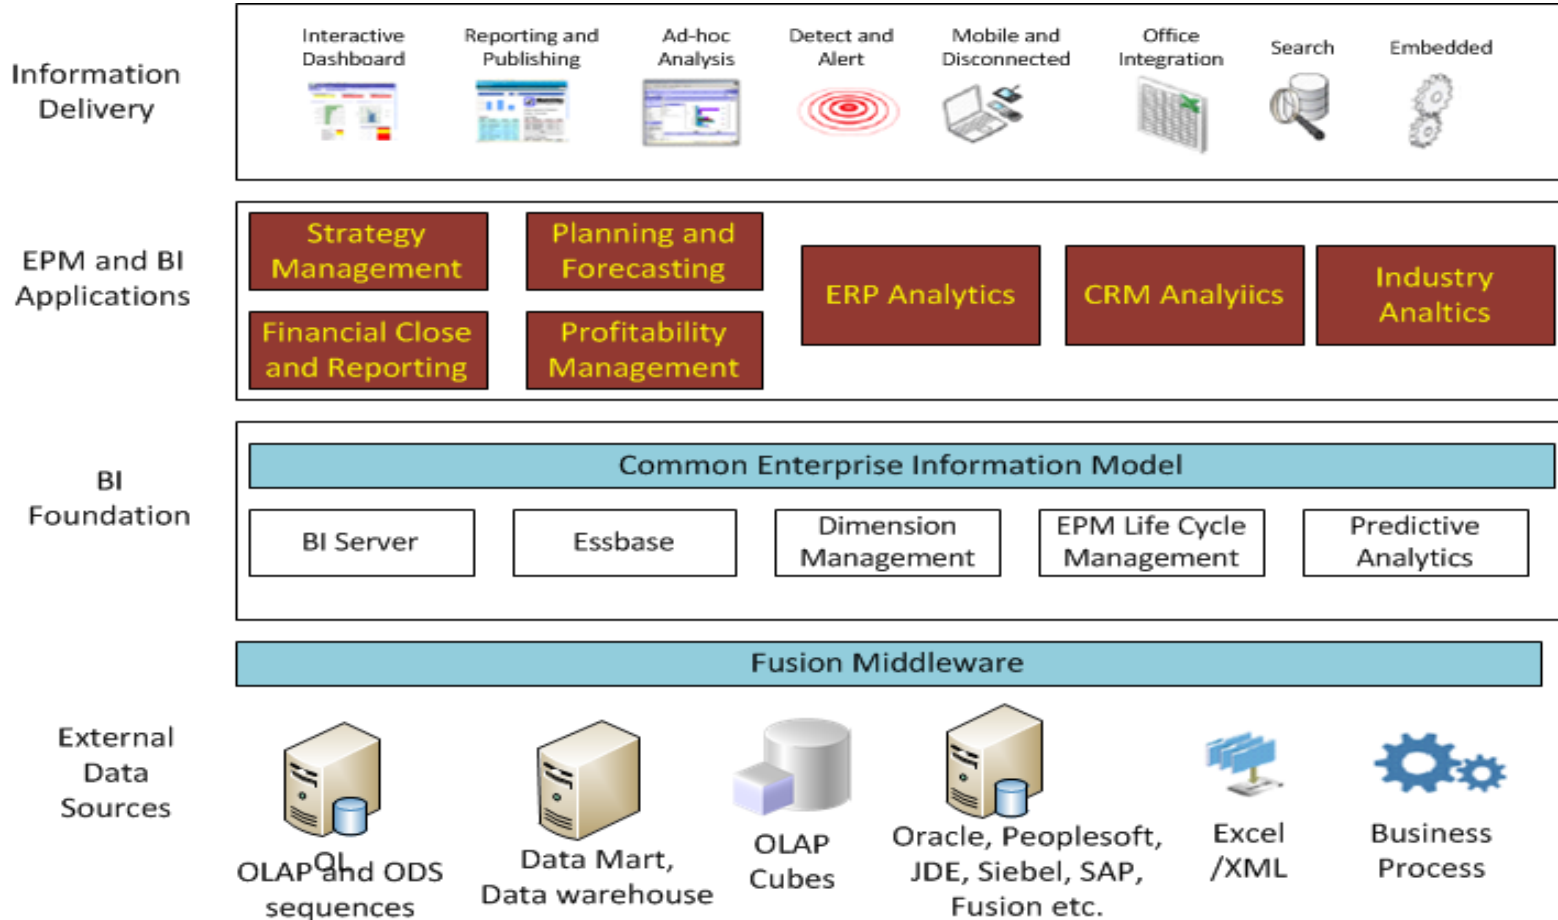 Information
Delivery
Interactive
Dashboard
Reporting and
Publishing
Ad-hoc
Analysis
Detect and
Alert
Mobile and
Disconnected
Office
Integration
Search
Embedded
EPM and BI
Applications
Strategy
Management
Planning and
Forecasting
Financial Close
and Reporting
Profitability
Management
ERP Analytics
CRM Analyiics
Industry
Analtics
BI
Foundation
Common Enterprise Information Model
BI Server
Essbase
Dimension
Management
EPM Life Cycle
Management
Predictive
Analytics
Fusion Middleware
External
Data
Sources
OL
OLAP and ODS
sequences
Data Mart,
Data warehouse
OLAP
Cubes
Oracle, Peoplesoft,
JDE, Siebel, SAP,
Fusion etc.
Excel
/XML
Business
Process